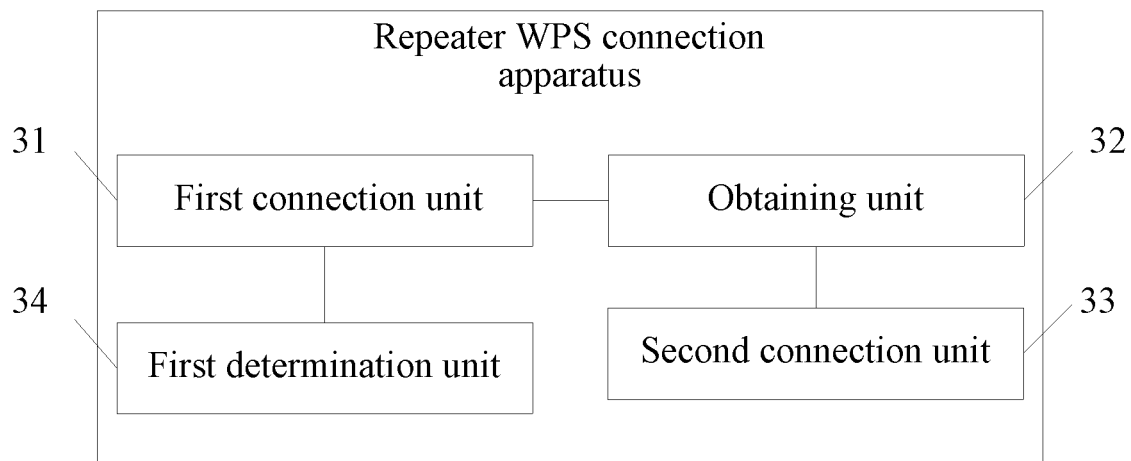 Repeater WPS connection
apparatus
31
32
First connection unit
Obtaining unit
34
33
First determination unit
Second connection unit